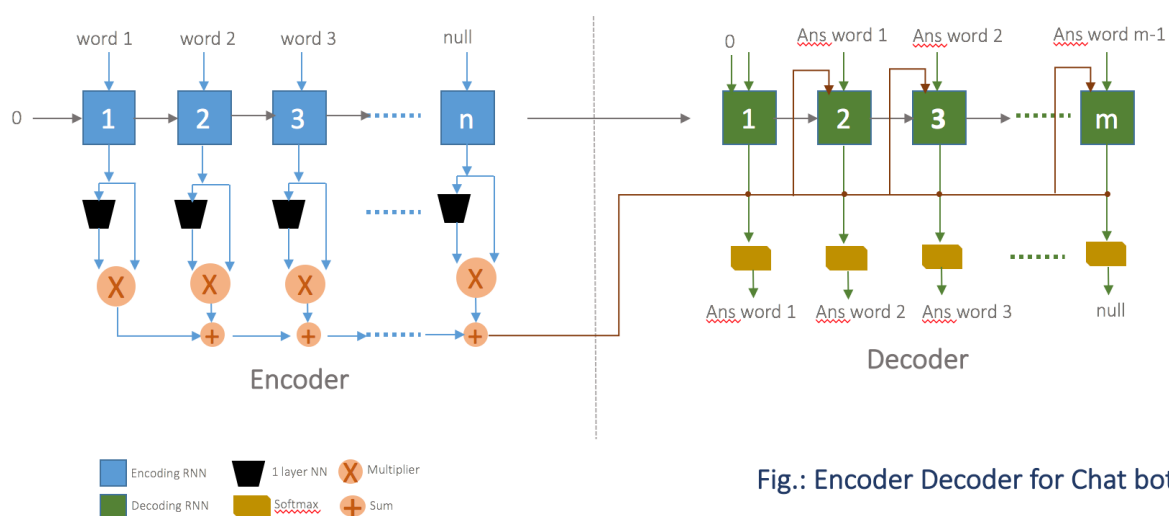 word 1 word 2 word 3 null
0 Ans word 1 Ans word 2 Ans word m-1
0 1 2 3 n 1 2 3 m
X X X X
Ans word 1 Ans word 2 Ans word 3 null
+ + +
Encoder Decoder
Encoding RNN 1 layer NN X Multiplier
Decoding RNN Softmax + Sum
Fig.: Encoder Decoder for Chat bot